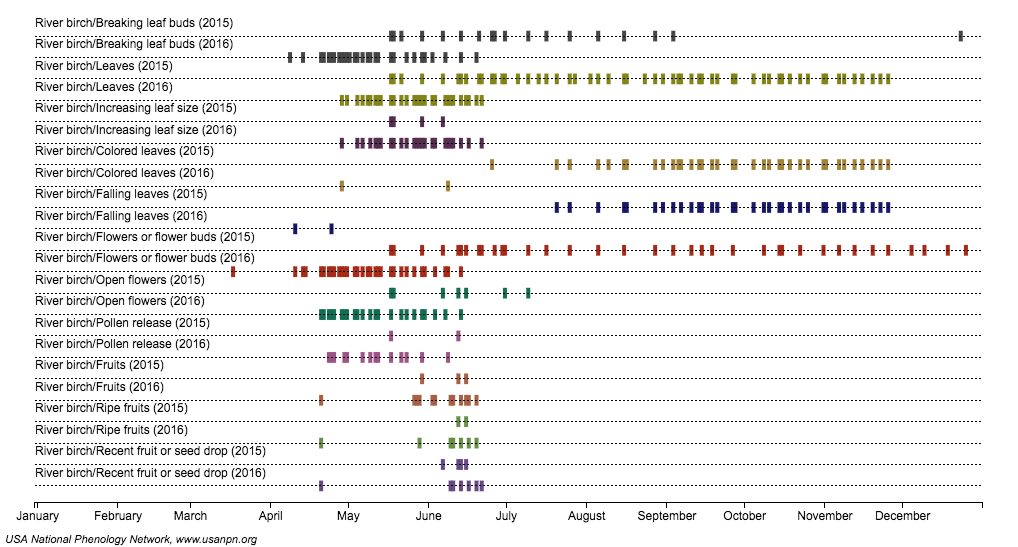 River birch/Breaking leaf buds (2015)
River birch/Breaking leaf buds (2016)
River birch/Leaves (2015)
River birch/Leaves (2016)
River birch/Increasing leaf size (2015)
River birch/Increasing leaf size (2016)
River birch/Colored leaves (2015)
River birch/Colored leaves (2016)
River birch/Falling leaves (2015)
River birch/Falling leaves (2016)
River birch/Flowers or flower buds (2015)
River birch/Flowers or flower buds (2016)
River birch/Open flowers (2015)
River birch/Open flowers (2016)
River birch/Pollen release (2015)
River birch/Pollen release (2016)
River birch/Fruits (2015)
River birch/Fruits (2016)
River birch/Ripe fruits (2015)
River birch/Ripe fruits (2016)
River birch/Recent fruit or seed drop (2015)
River birch/Recent fruit or seed drop (2016)
January February March April May June July August September October November December
USA National Phenology Network, www.usanpn.org